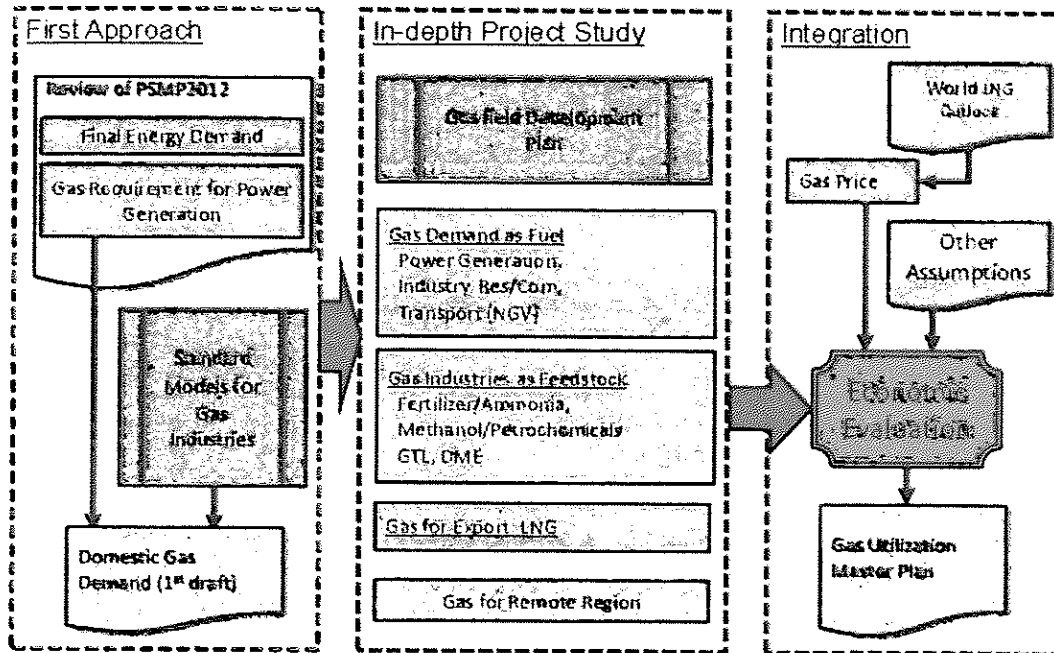 First Approach
Review of PSMP2012
Final Energy Demand
Gas Requirement for Power
Generation
Standard
Models for
Gas
Industries
Domestic Gas
Demand (1st draft)
In-depth Project Study
Gas Field Development
Plan
Gas Demand as Fuel
Power Generation,
Industry, Res/Com,
Transport (NGV)
Gas Industries as Feedstock
Fertilizer/Ammonia,
Methanol/Petrochemicals
GTL, DME
Gas for Export LNG
Gas for Remote Region
Integration
World LNG
Outlook
Gas Price
Other
Assumptions
Economic
Evaluation
Gas Utilization
Master Plan